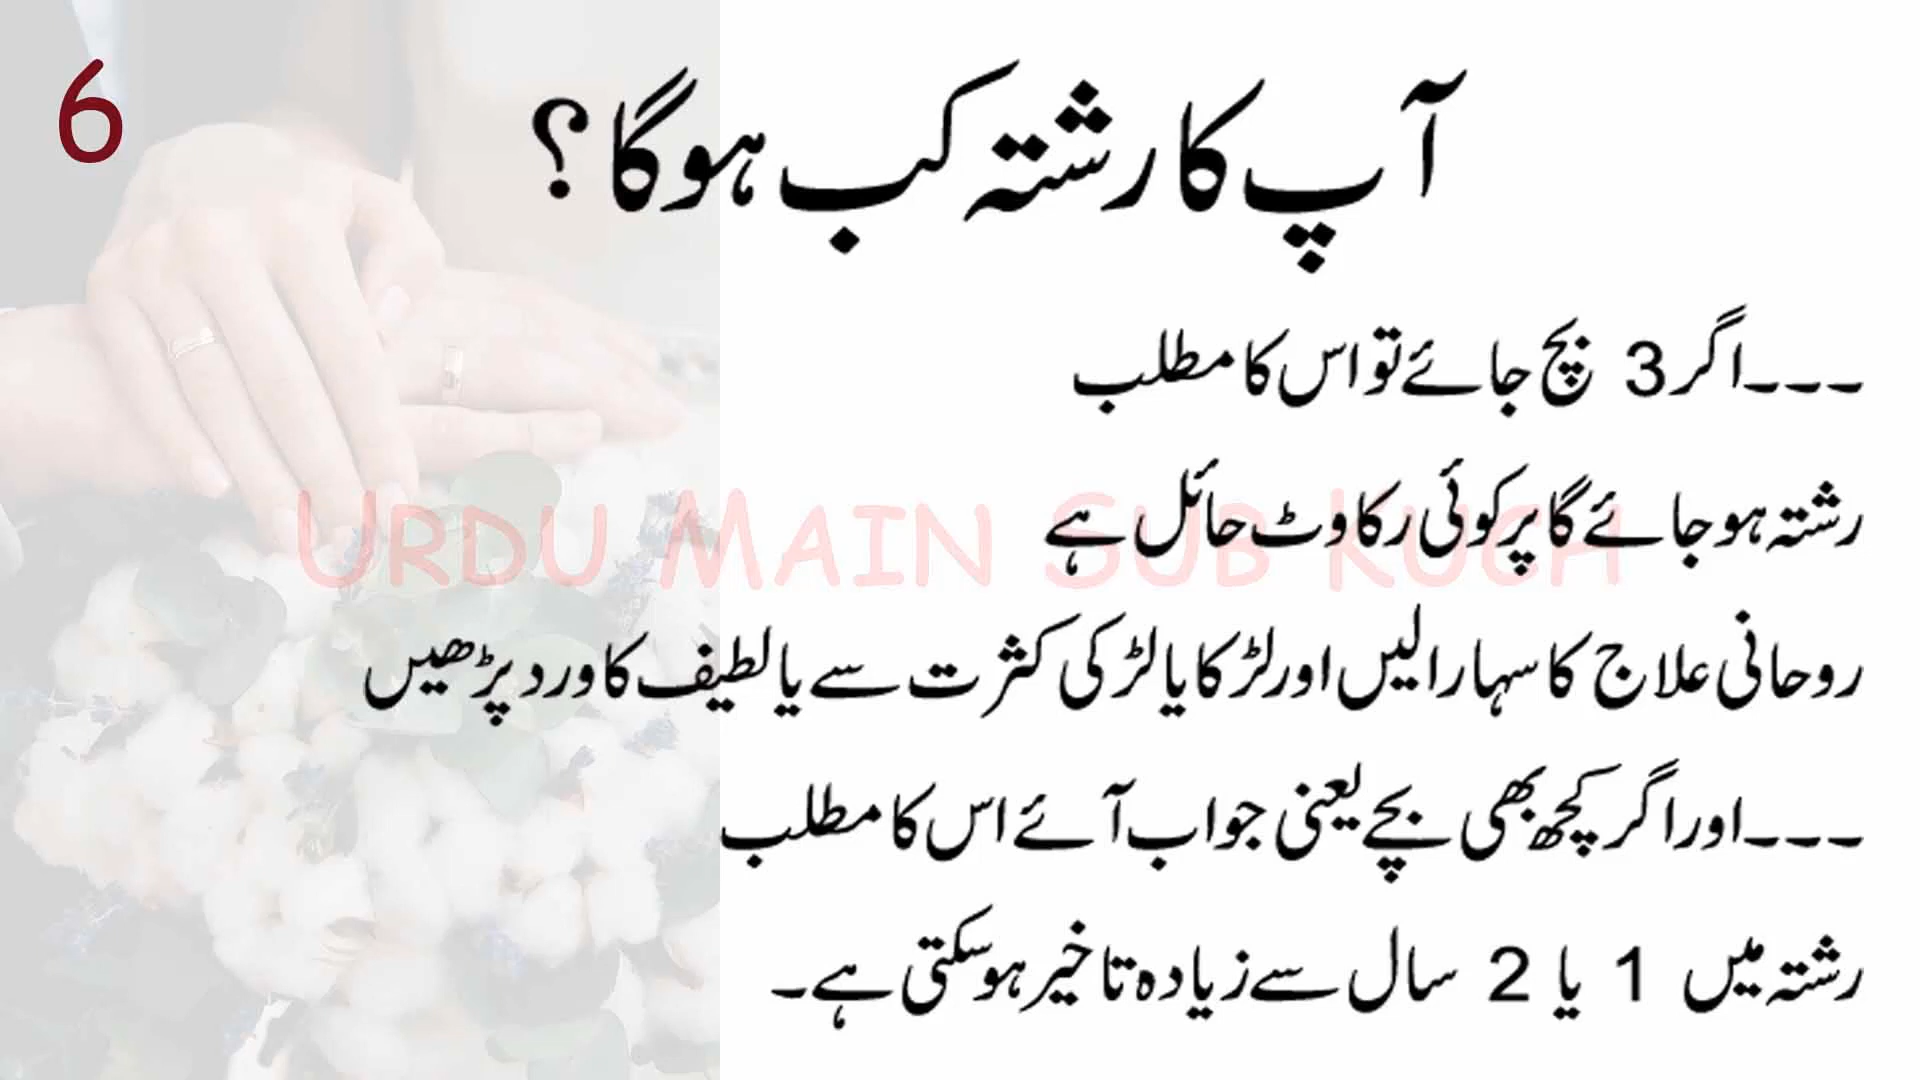 6
آپ کا رشتہ کب ہوگا؟
۔۔۔اگر 3 بچ جائے تو اس کا مطلب
رشتہ ہو جائے گا پر کوئی رکاوٹ حائل ہے
URDU MAIN SUB KUCH
روحانی علاج کا سہارا لیں اور لڑکا یا لڑکی کثرت سے یا لطیف کا ورد پڑھیں
۔۔۔اور اگر کچھ بھی بچے یعنی جواب آئے اس کا مطلب
رشتہ میں 1 یا 2 سال سے زیادہ تاخیر ہو سکتی ہے۔